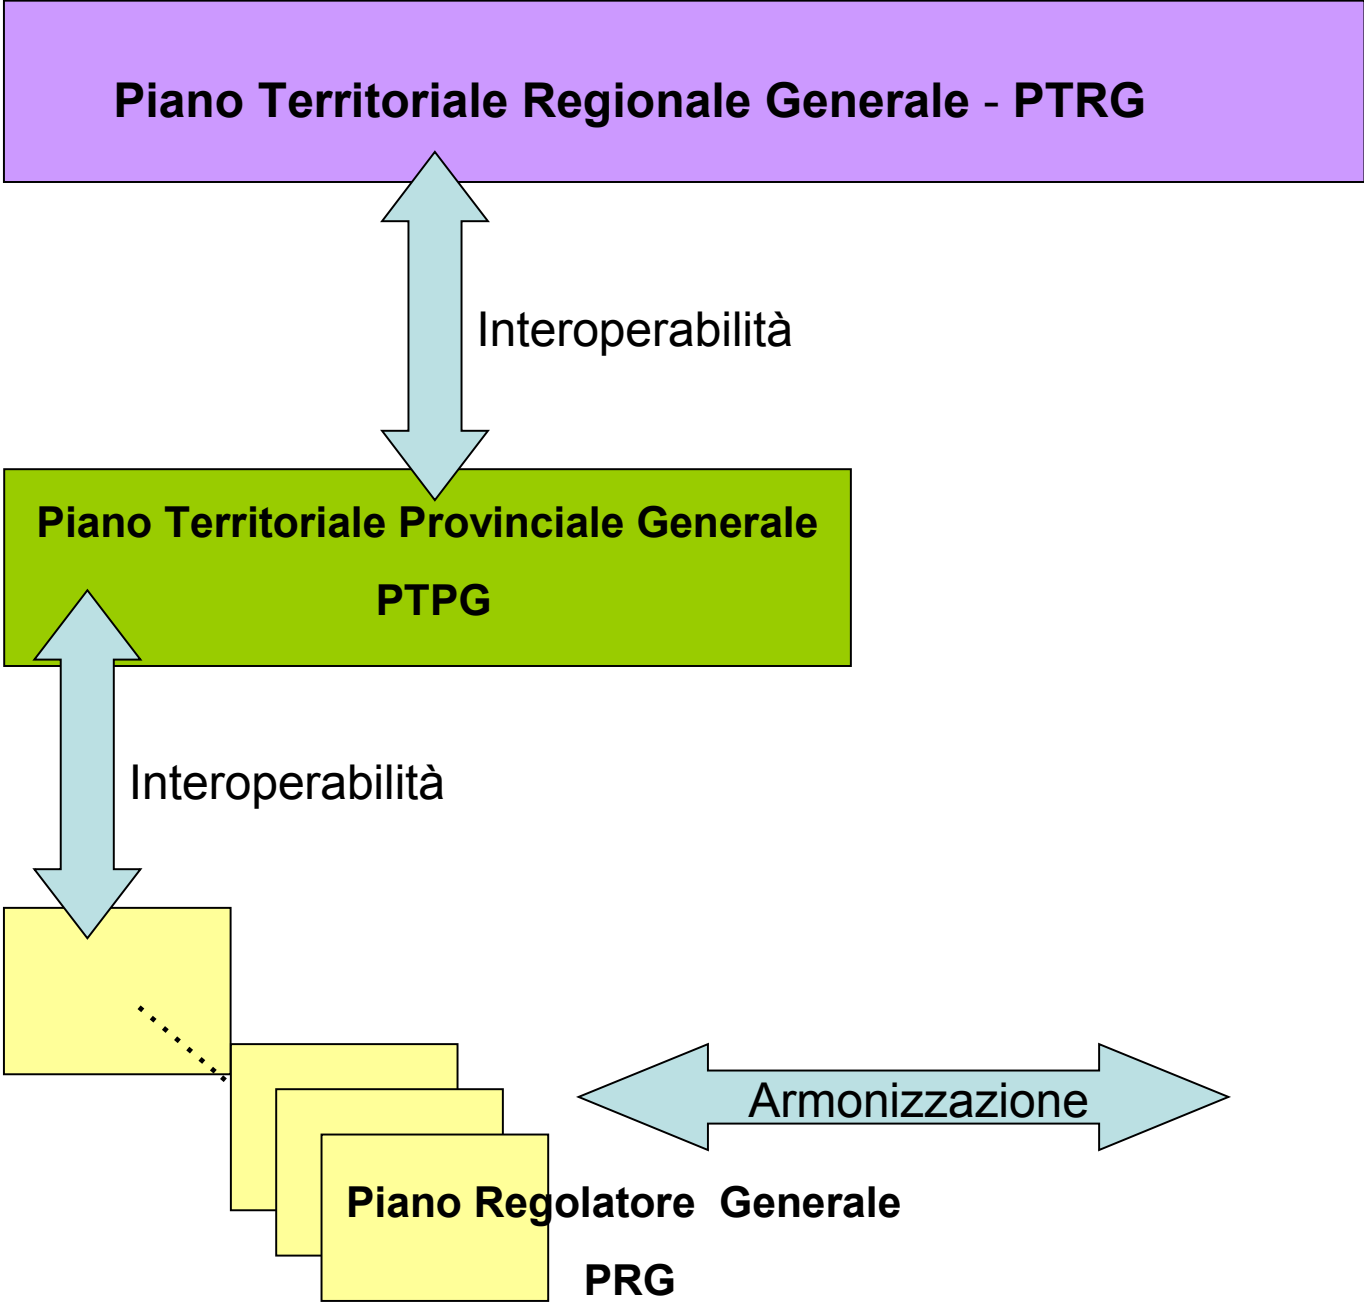 Piano Territoriale Regionale Generale - PTRG
Interoperabilità
Piano Territoriale Provinciale Generale
PTPG
Interoperabilità
Armonizzazione
Piano Regolatore Generale
PRG